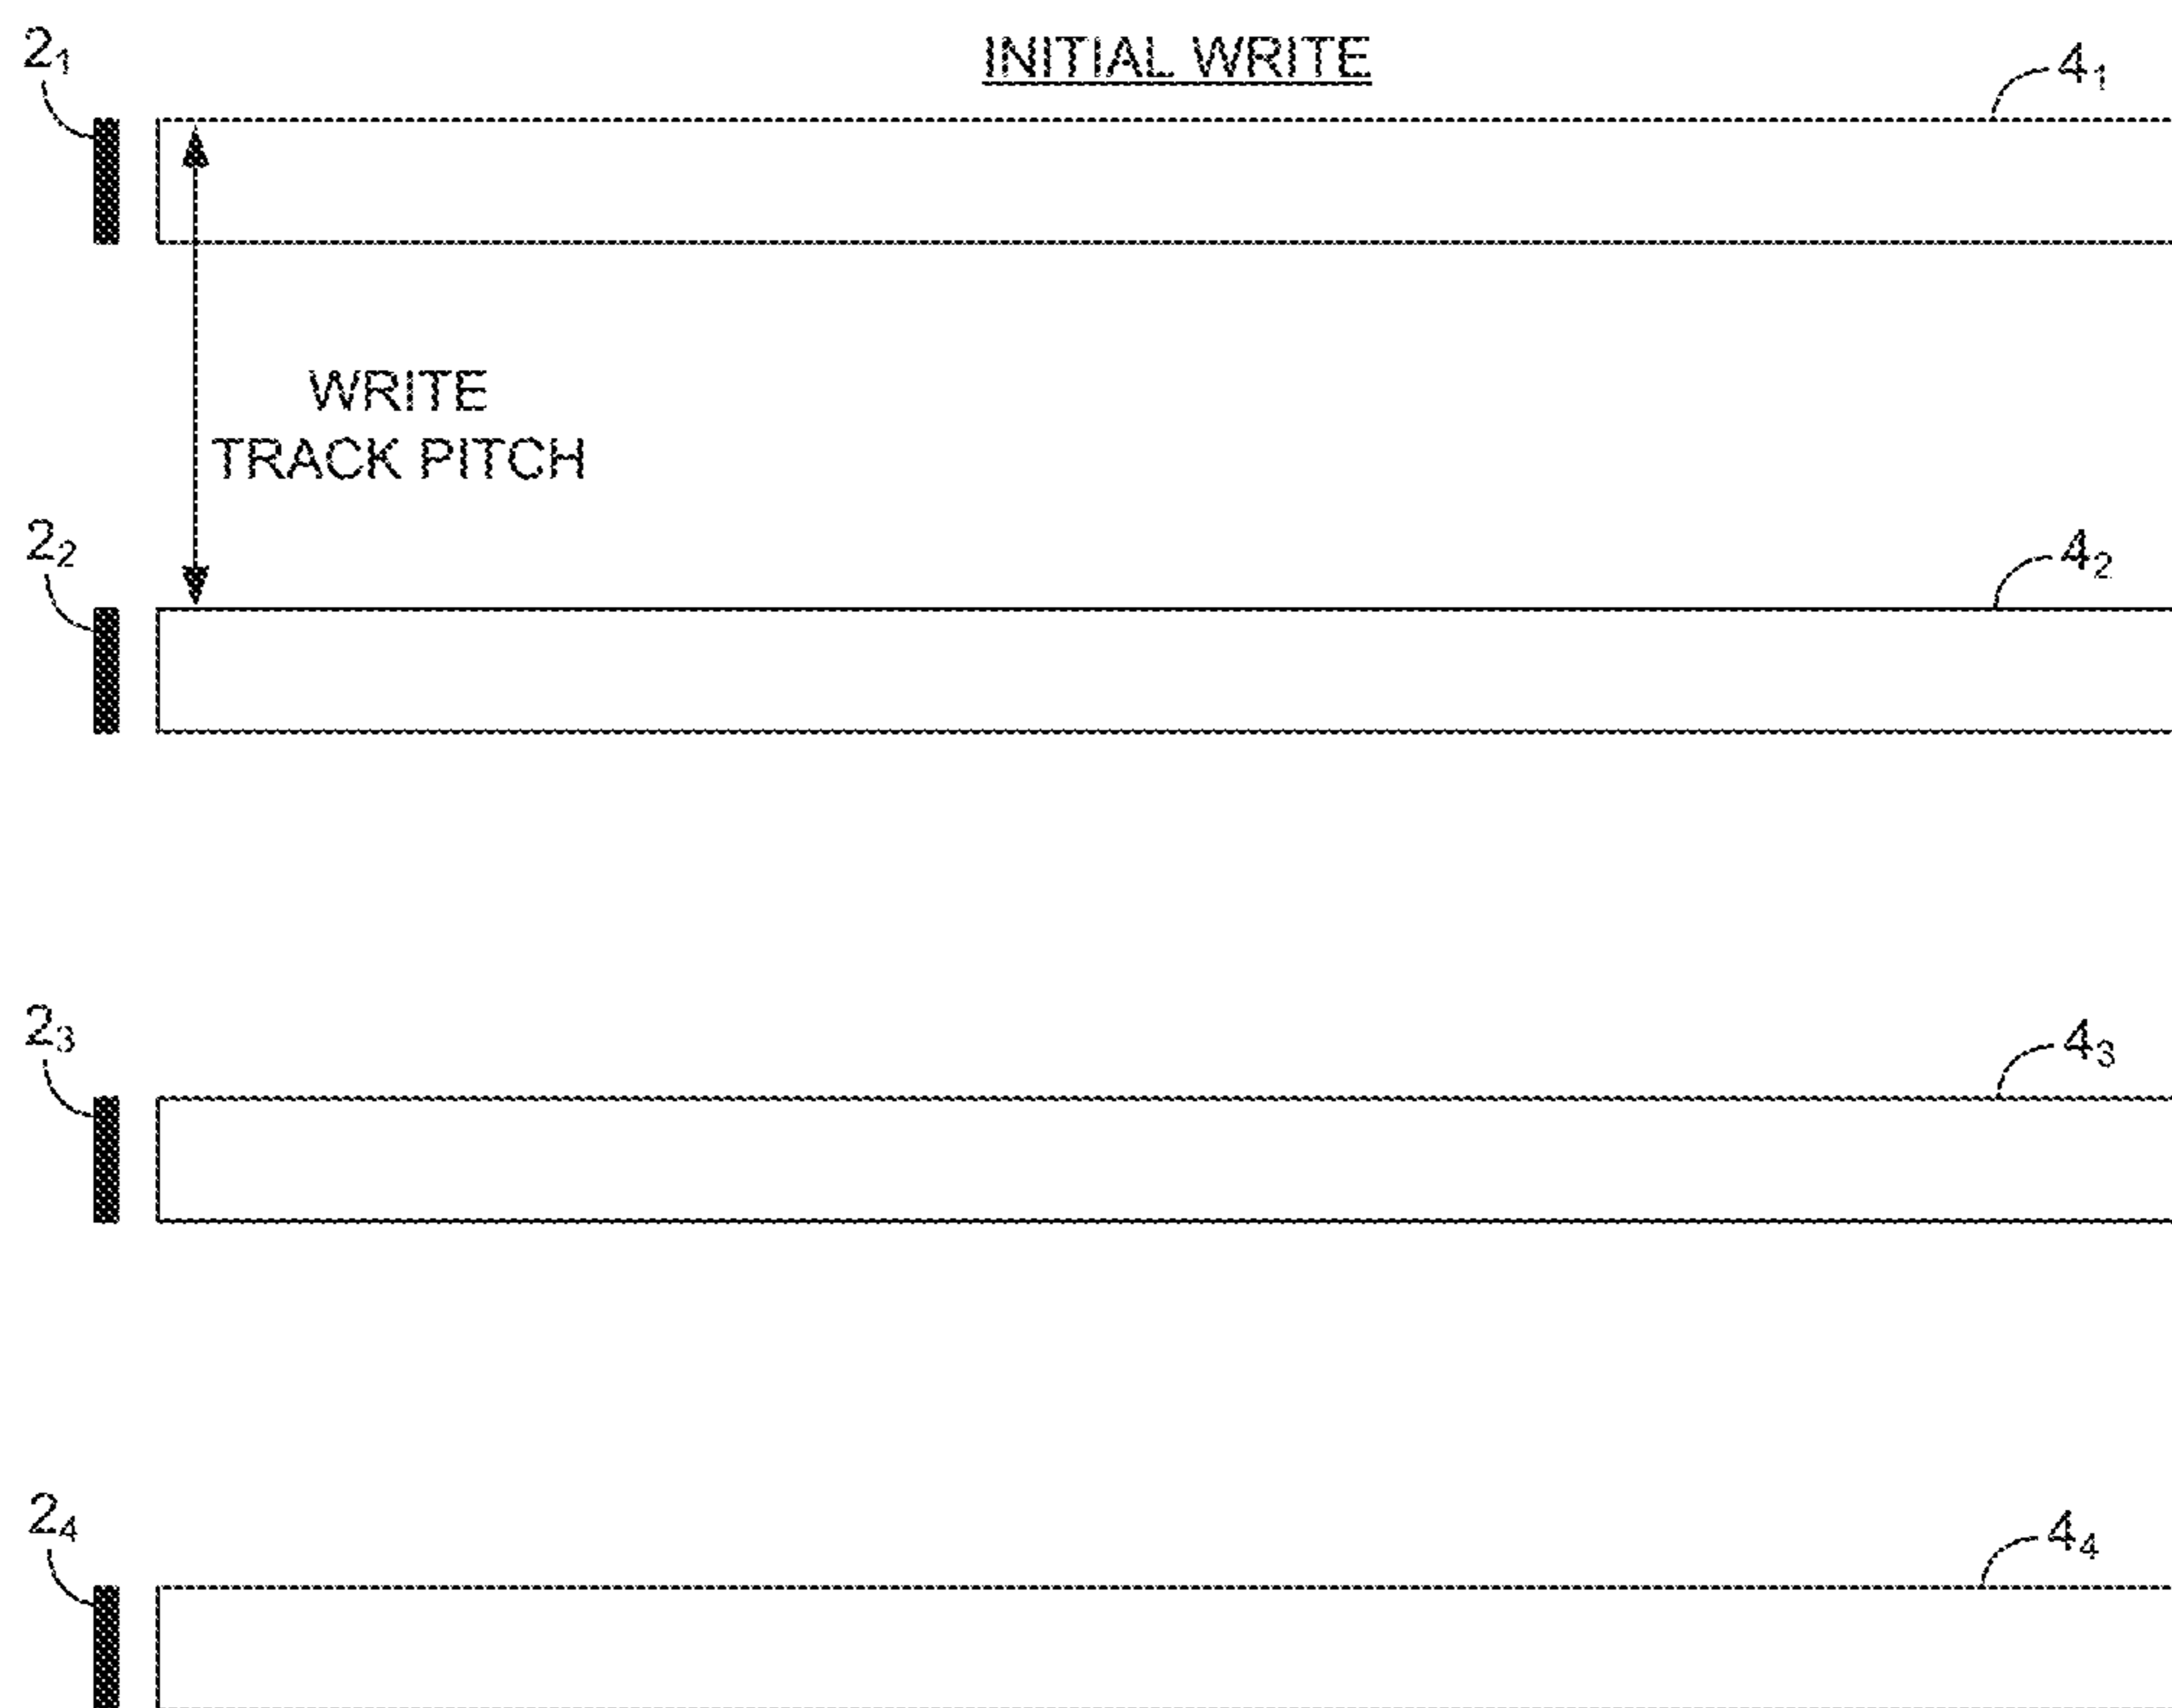 2₁
INITIAL WRITE
4₁
WRITE
TRACK PITCH
2₂
4₂
2₃
4₃
2₄
4₄